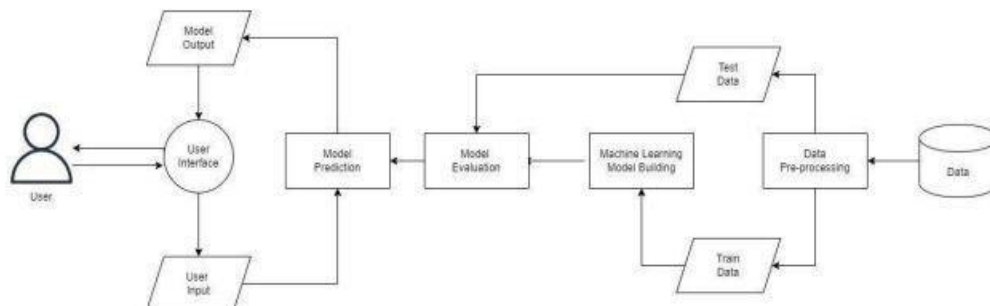 Model
Output
Test
Data
User
Interface
Model
Prediction
Model
Evaluation
Machine Learning
Model Building
Data
Pre-processing
Data
User
User
Input
Train
Data